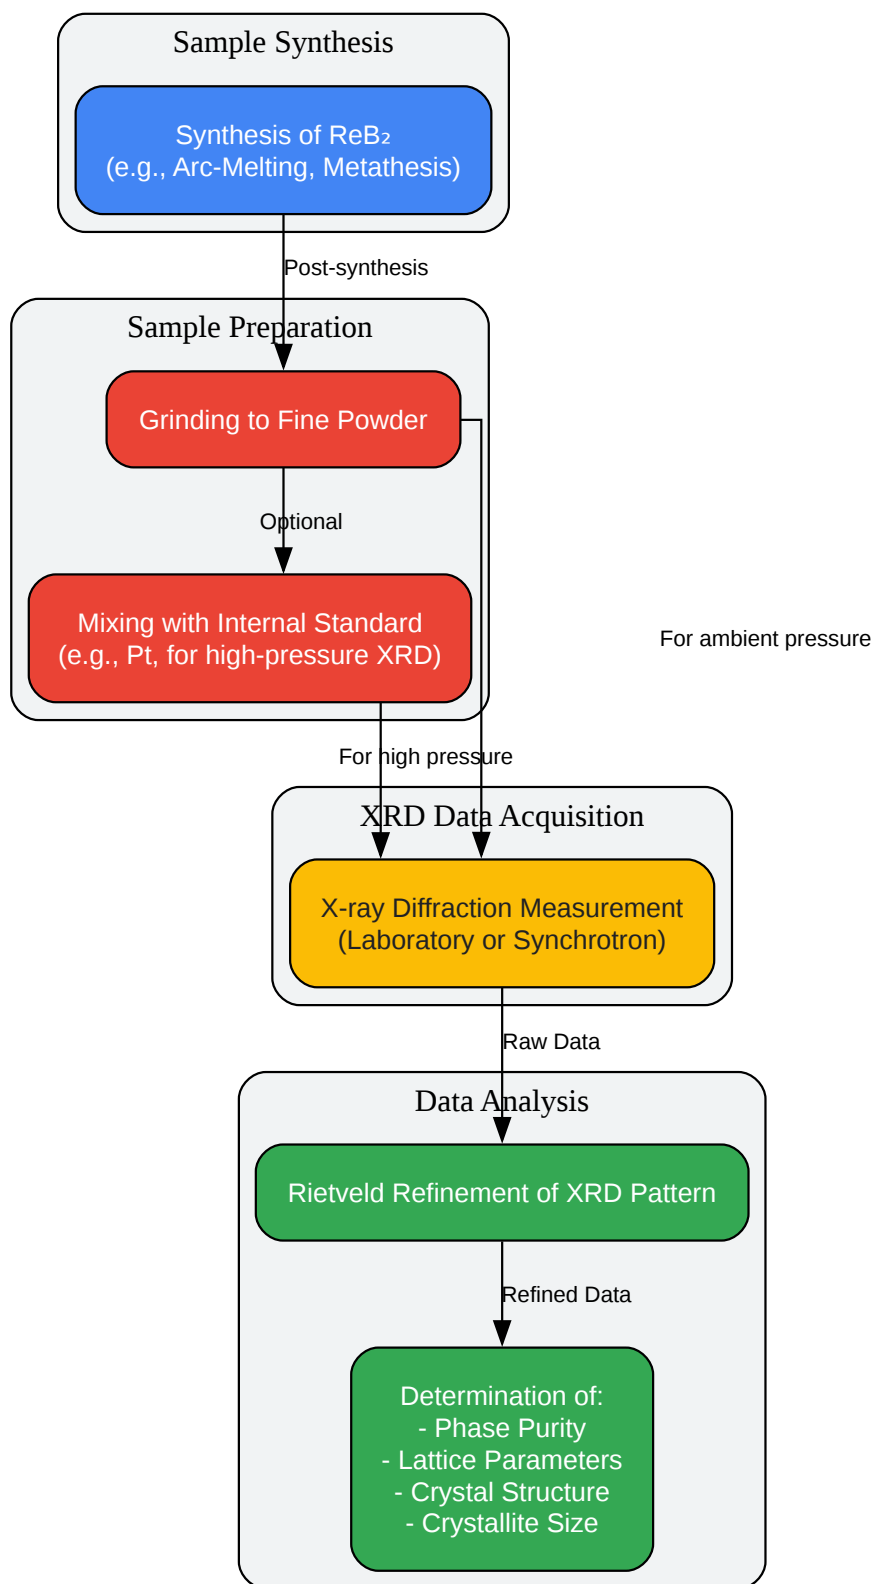 Sample Synthesis
Synthesis of ReB₂
(e.g., Arc-Melting, Metathesis)
Post-synthesis
Sample Preparation
Grinding to Fine Powder
Optional
Mixing with Internal Standard
(e.g., Pt, for high-pressure XRD)
For ambient pressure
For high pressure
XRD Data Acquisition
X-ray Diffraction Measurement
(Laboratory or Synchrotron)
Raw Data
Data Analysis
Rietveld Refinement of XRD Pattern
Refined Data
Determination of:
- Phase Purity
- Lattice Parameters
- Crystal Structure
- Crystallite Size